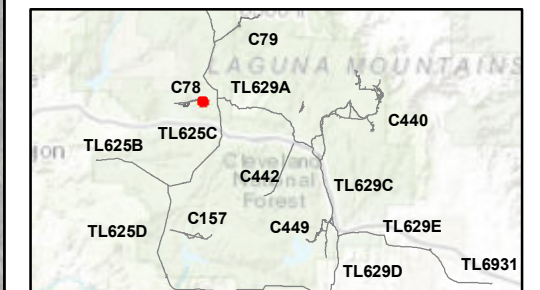 C79
LAGUNA MOUNTAINS
C78
TL629A
C440
TL625C
TL625B
Cleveland
National
Forest
C442
TL629C
C157
TL625D
C449
TL629E
TL6931
TL629D